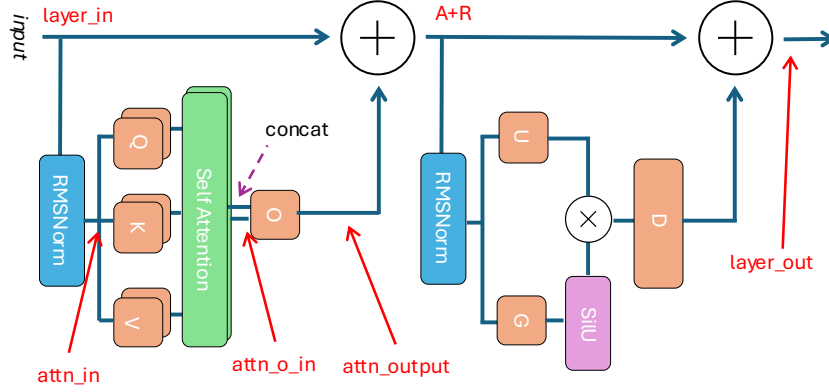 input
layer_in
A+R
concat
Q
K
V
RMSNorm
Self Attention
O
RMSNorm
U
G
SilU
D
attn_in
attn_o_in
attn_output
layer_out